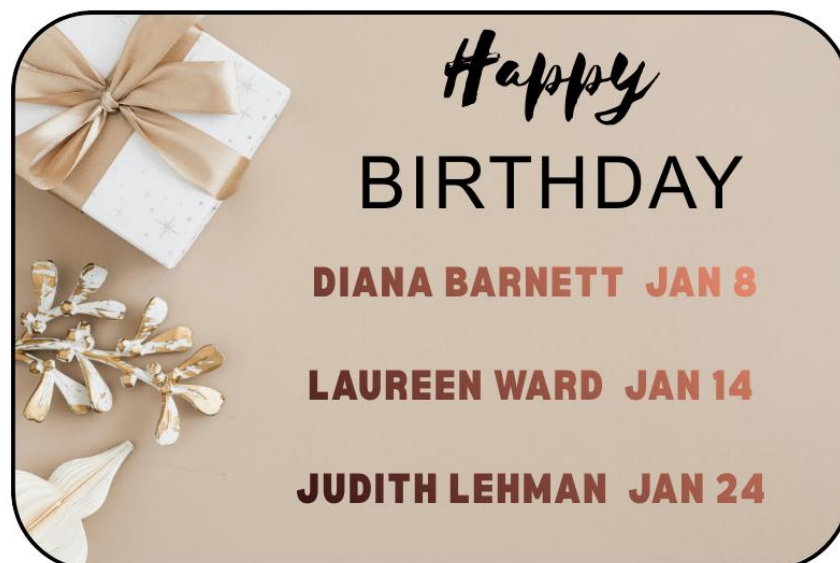 Happy
BIRTHDAY
DIANA BARNETT JAN 8
LAUREEN WARD JAN 14
JUDITH LEHMAN JAN 24